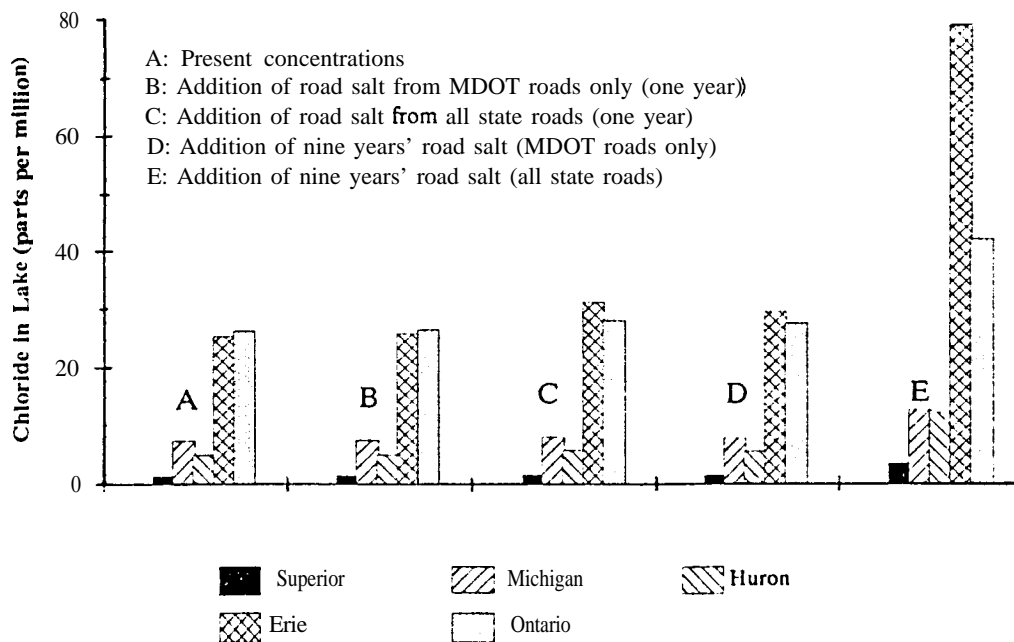 80
A: Present concentrations
B: Addition of road salt from MDOT roads only (one year))
C: Addition of road salt from all state roads (one year)
D: Addition of nine years' road salt (MDOT roads only)
E: Addition of nine years' road salt (all state roads)
Chloride in Lake (parts per million)
60
40
20
0
A
B
C
D
E
Superior
Michigan
Huron
Erie
Ontario